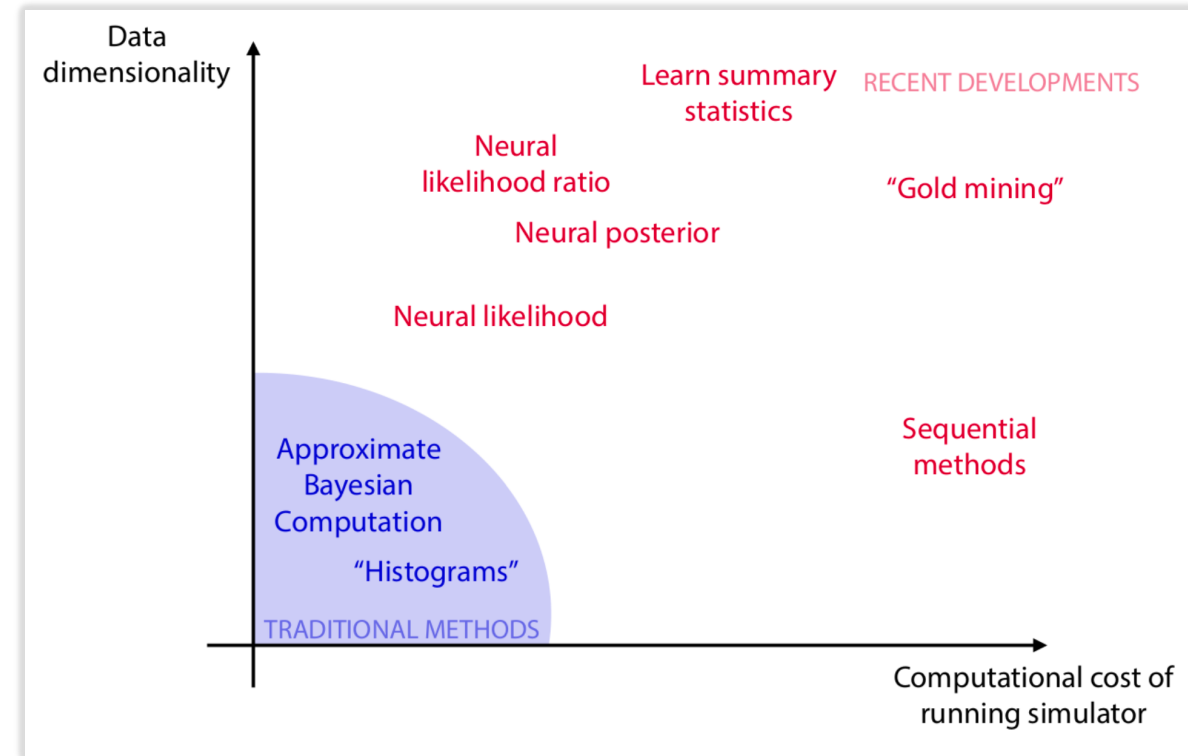 Data
dimensionality
Learn summary
statistics
RECENT DEVELOPMENTS
Neural
likelihood ratio
“Gold mining”
Neural posterior
Neural likelihood
Sequential
methods
Approximate
Bayesian
Computation
“Histograms”
TRADITIONAL METHODS
Computational cost of
running simulator